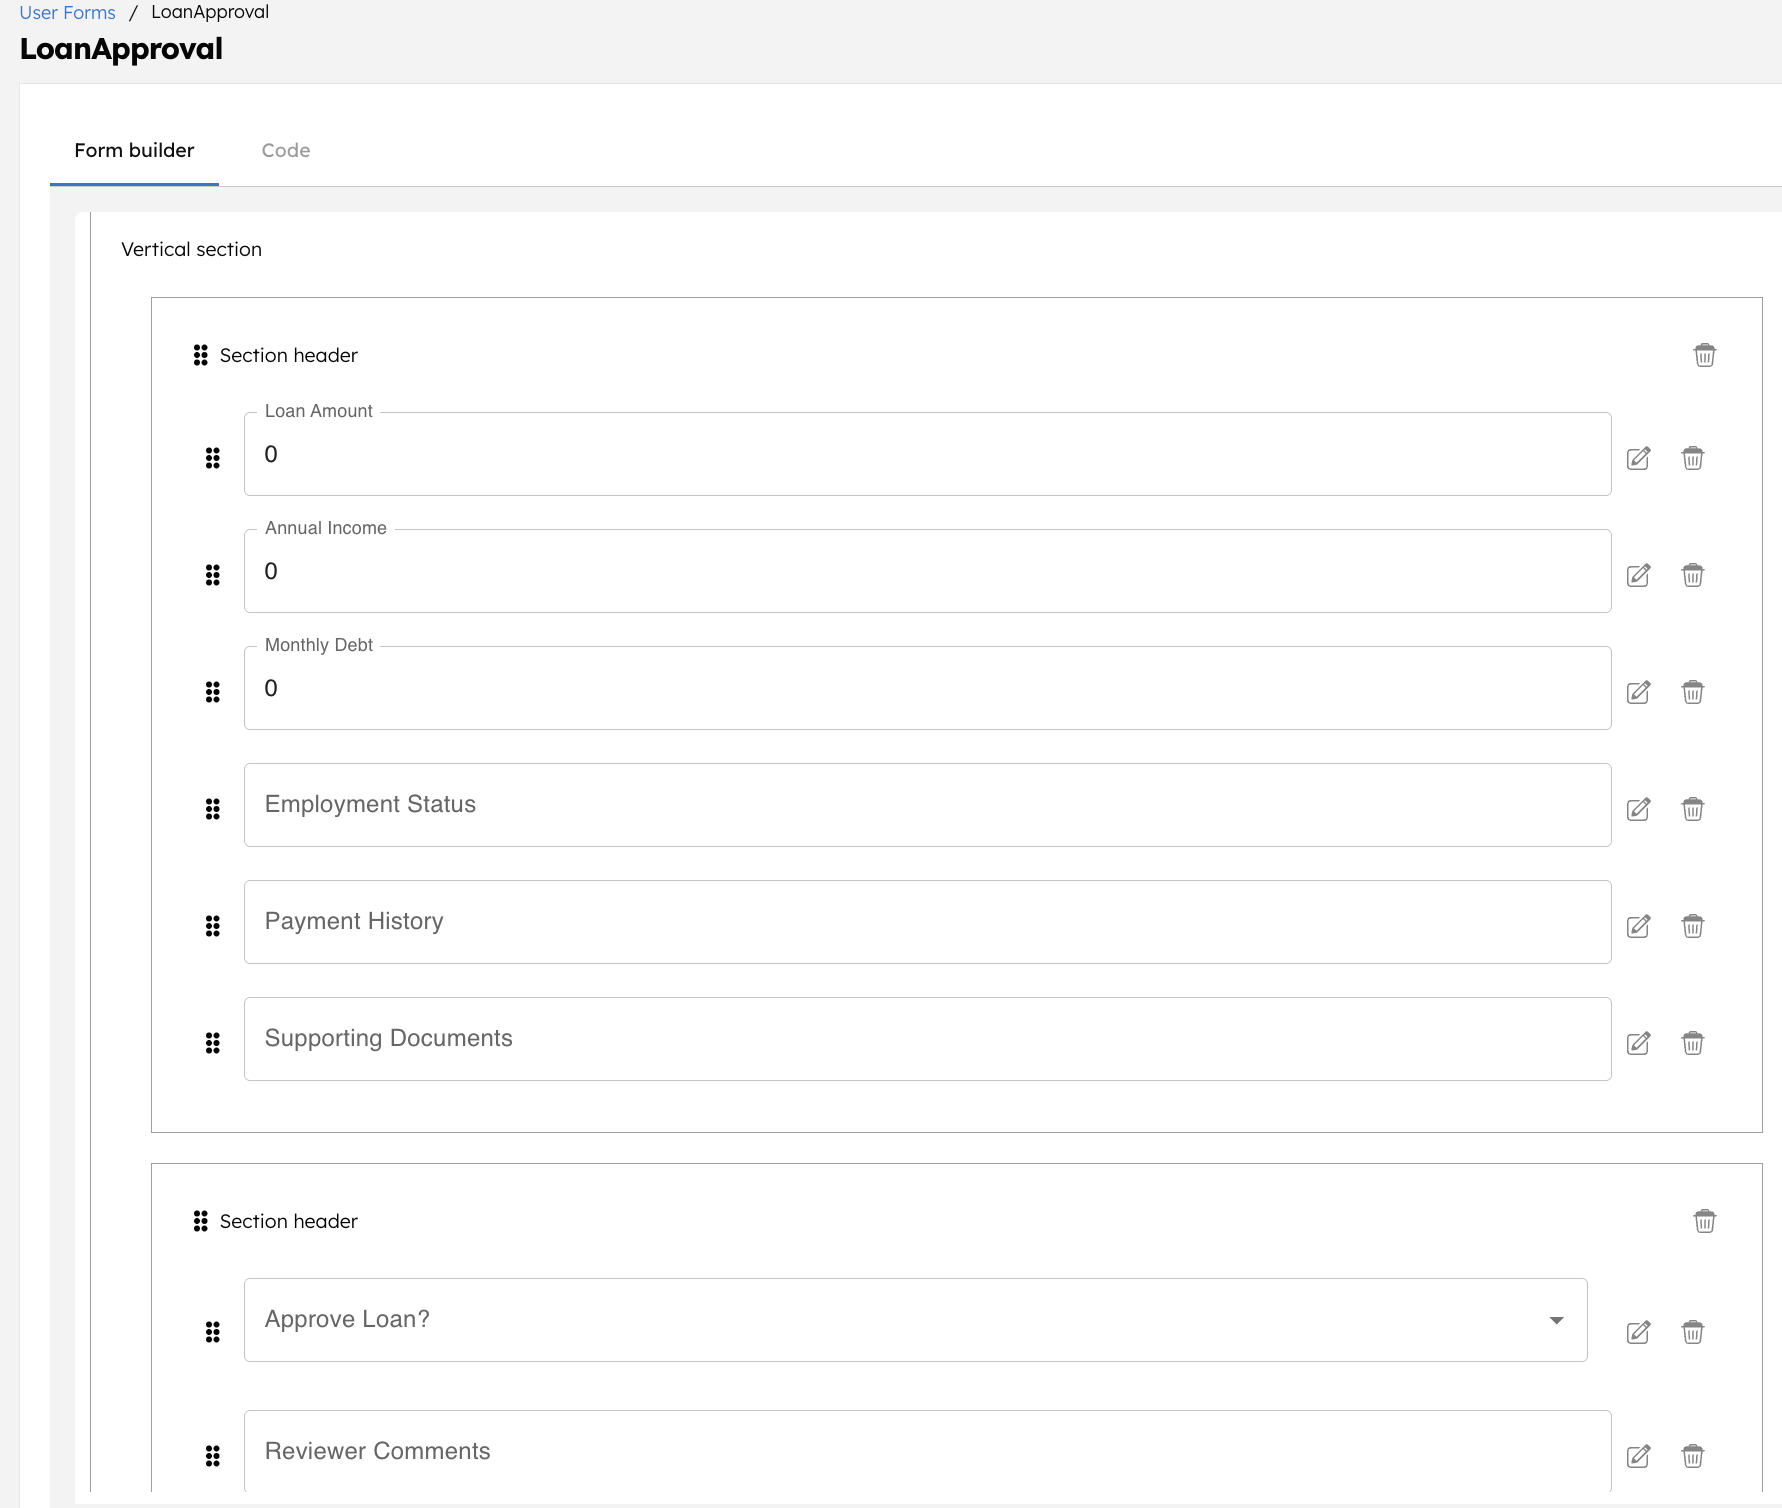 User Forms / LoanApproval
LoanApproval
Form builder Code
Vertical section
Section header
Loan Amount
0
Annual Income
0
Monthly Debt
0
Employment Status
Payment History
Supporting Documents
Section header
Approve Loan?
Reviewer Comments